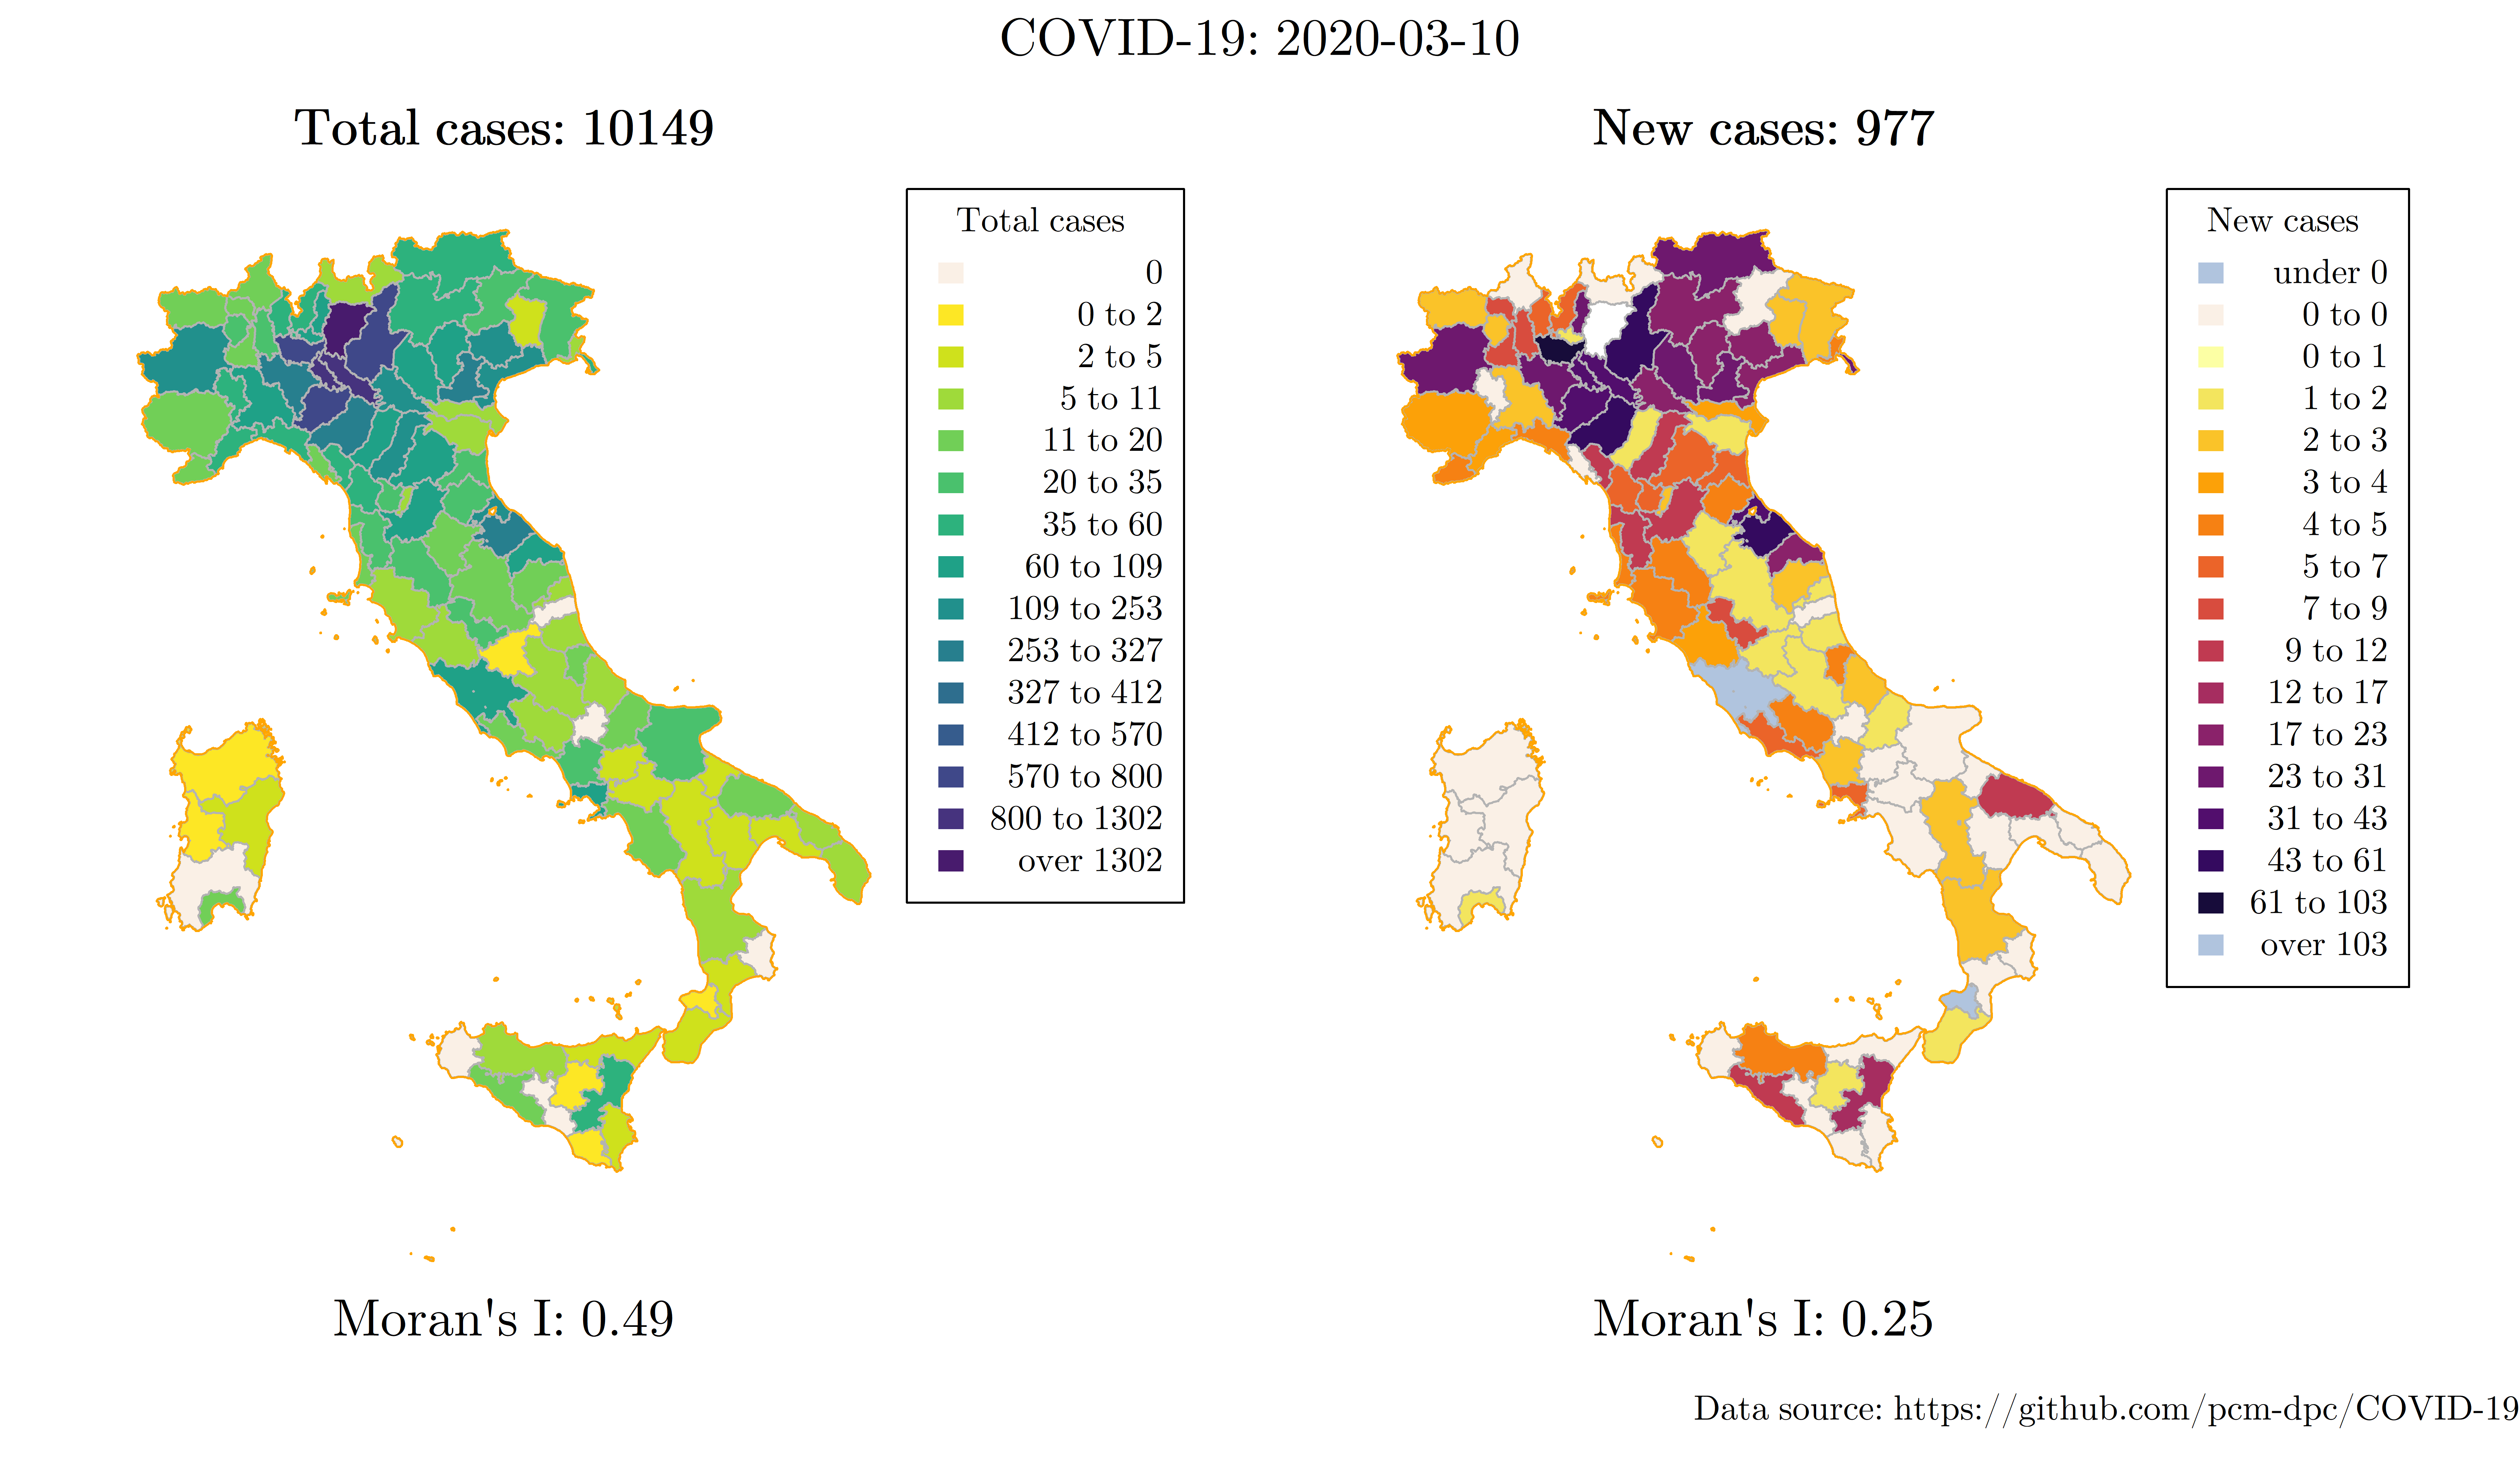 COVID-19: 2020-03-10
Total cases: 10149
Total cases
0
0 to 2
2 to 5
5 to 11
11 to 20
20 to 35
35 to 60
60 to 109
109 to 253
253 to 327
327 to 412
412 to 570
570 to 800
800 to 1302
over 1302
Moran's I: 0.49
New cases: 977
New cases
under 0
0 to 0
0 to 1
1 to 2
2 to 3
3 to 4
4 to 5
5 to 7
7 to 9
9 to 12
12 to 17
17 to 23
23 to 31
31 to 43
43 to 61
61 to 103
over 103
Moran's I: 0.25
Data source: https://github.com/pcm-dpc/COVID-19